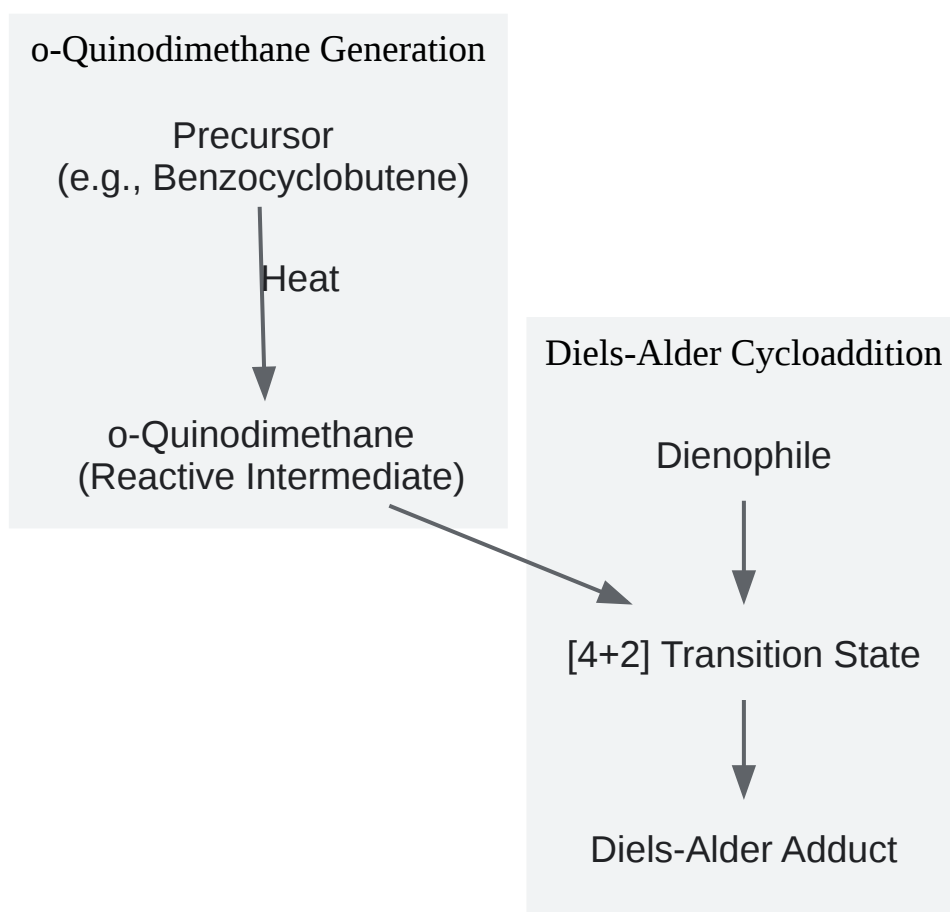 o-Quinodimethane Generation
Precursor
(e.g., Benzocyclobutene)
Heat
o-Quinodimethane
(Reactive Intermediate)
Diels-Alder Cycloaddition
Dienophile
[4+2] Transition State
Diels-Alder Adduct